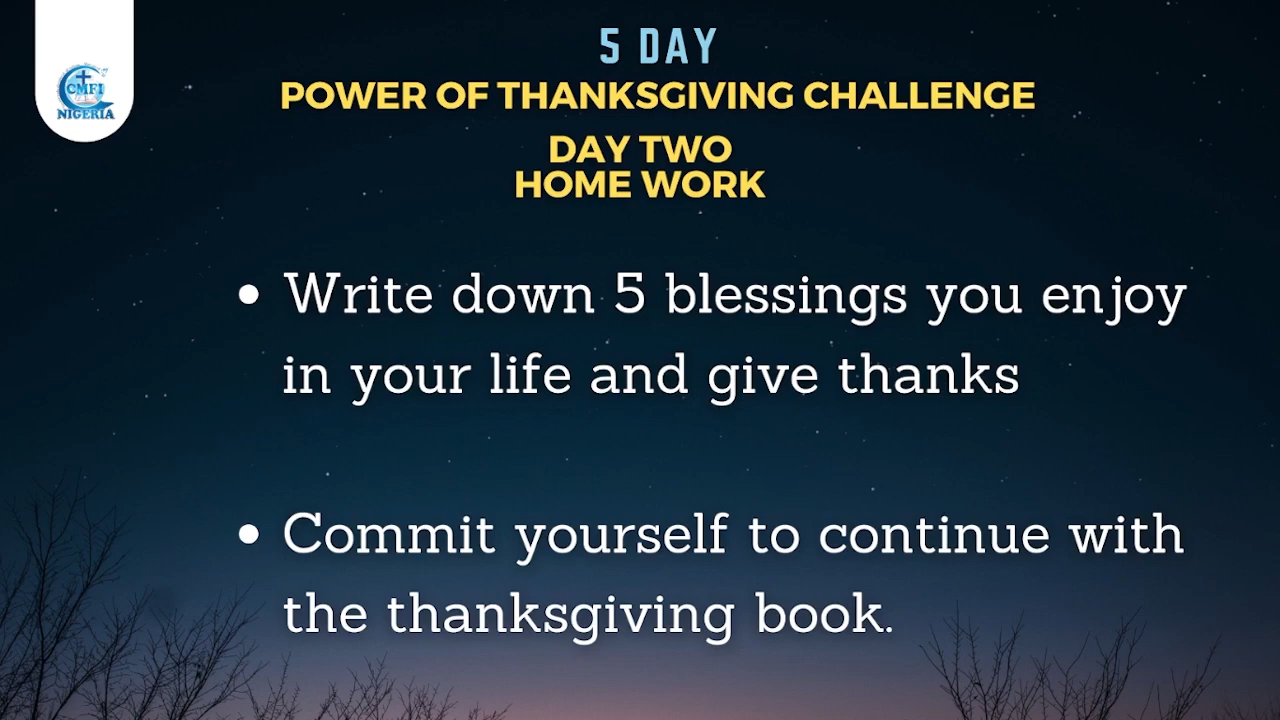 CMFI
NIGERIA
5 DAY
POWER OF THANKSGIVING CHALLENGE
DAY TWO
HOME WORK
• Write down 5 blessings you enjoy
in your life and give thanks
• Commit yourself to continue with
the thanksgiving book.